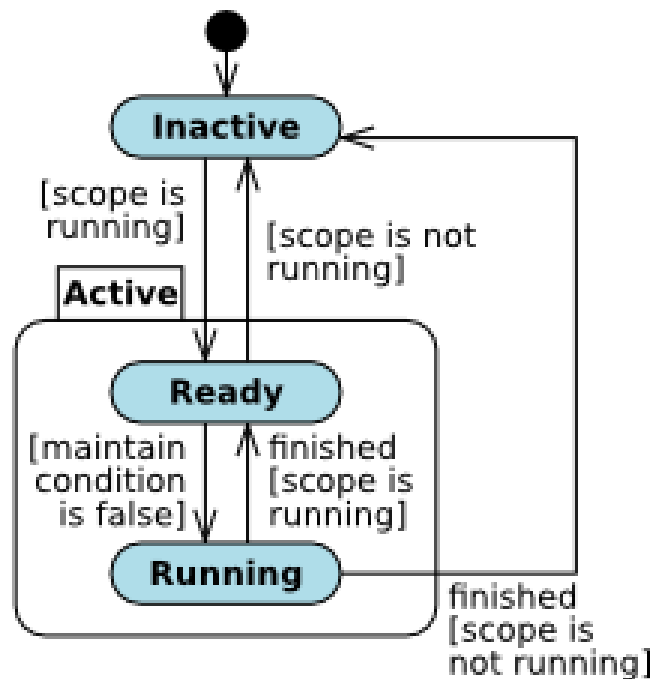 Inactive
[scope is
running]
[scope is not
running]
Active
Ready
[maintain
condition
is false]
finished
[scope is
running]
Running
finished
[scope is
not running]